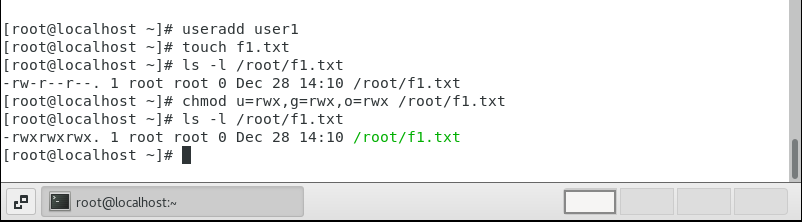 [root@localhost ~]# useradd user1
[root@localhost ~]# touch f1.txt
[root@localhost ~]# ls -l /root/f1.txt
-rw-r--r--. 1 root root 0 Dec 28 14:10 /root/f1.txt
[root@localhost ~]# chmod u=rwx,g=rwx,o=rwx /root/f1.txt
[root@localhost ~]# ls -l /root/f1.txt
-rwxrwxrwx. 1 root root 0 Dec 28 14:10 /root/f1.txt
[root@localhost ~]#
root@localhost:~